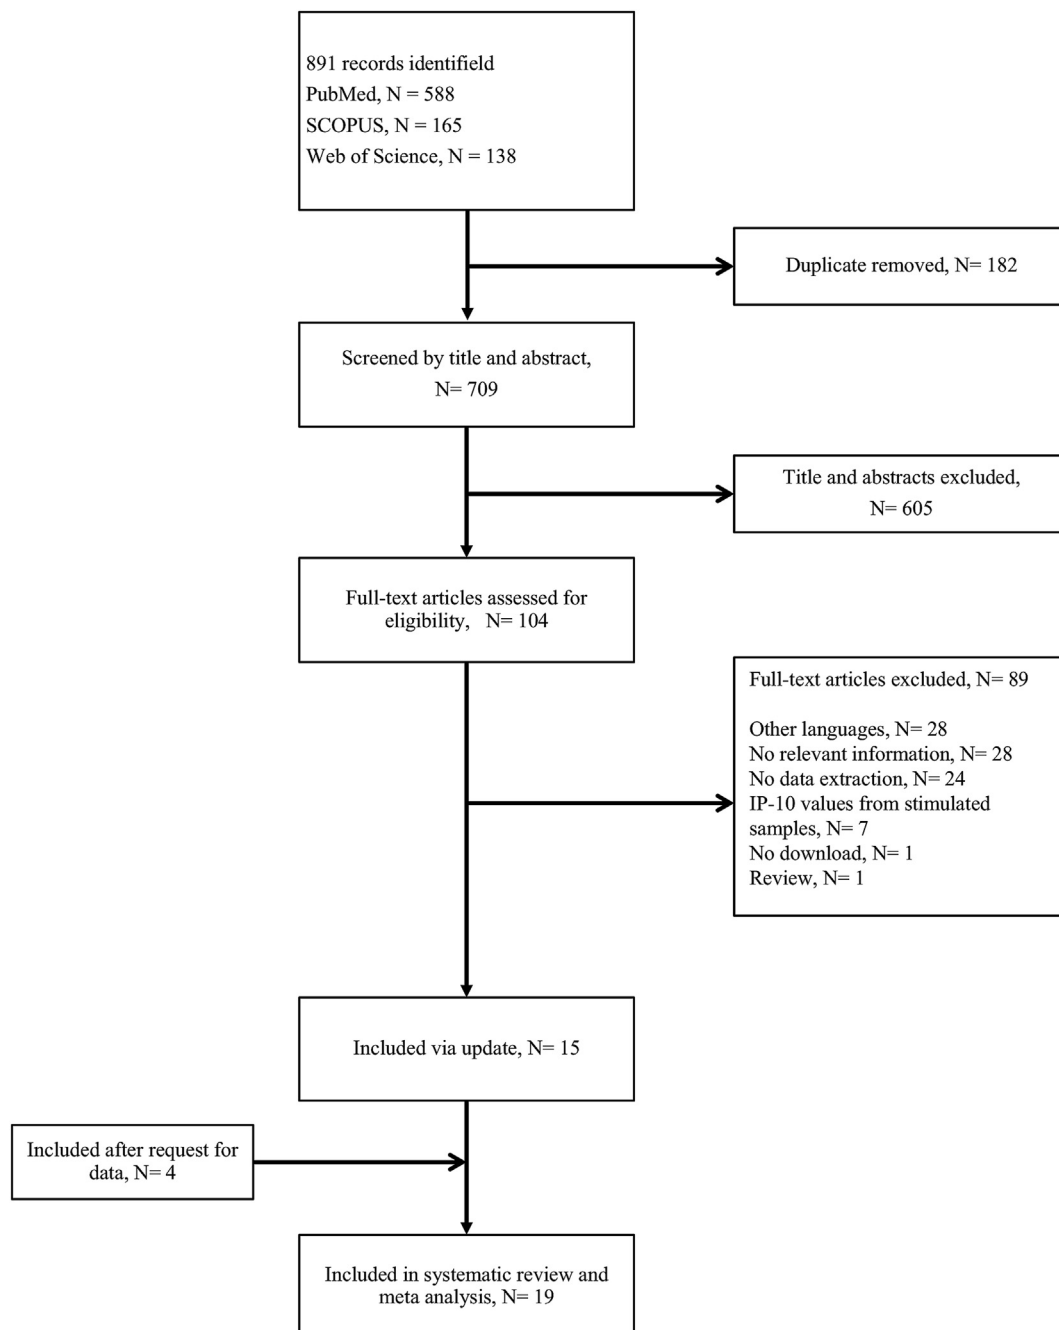 891 records identifield
PubMed, N = 588
SCOPUS, N = 165
Web of Science, N = 138
Duplicate removed, N= 182
Screened by title and abstract,
N= 709
Title and abstracts excluded,
N= 605
Full-text articles assessed for
eligibility, N= 104
Full-text articles excluded, N= 89
Other languages, N= 28
No relevant information, N= 28
No data extraction, N= 24
IP-10 values from stimulated
samples, N= 7
No download, N= 1
Review, N= 1
Included via update, N= 15
Included after request for
data, N= 4
Included in systematic review and
meta analysis, N= 19